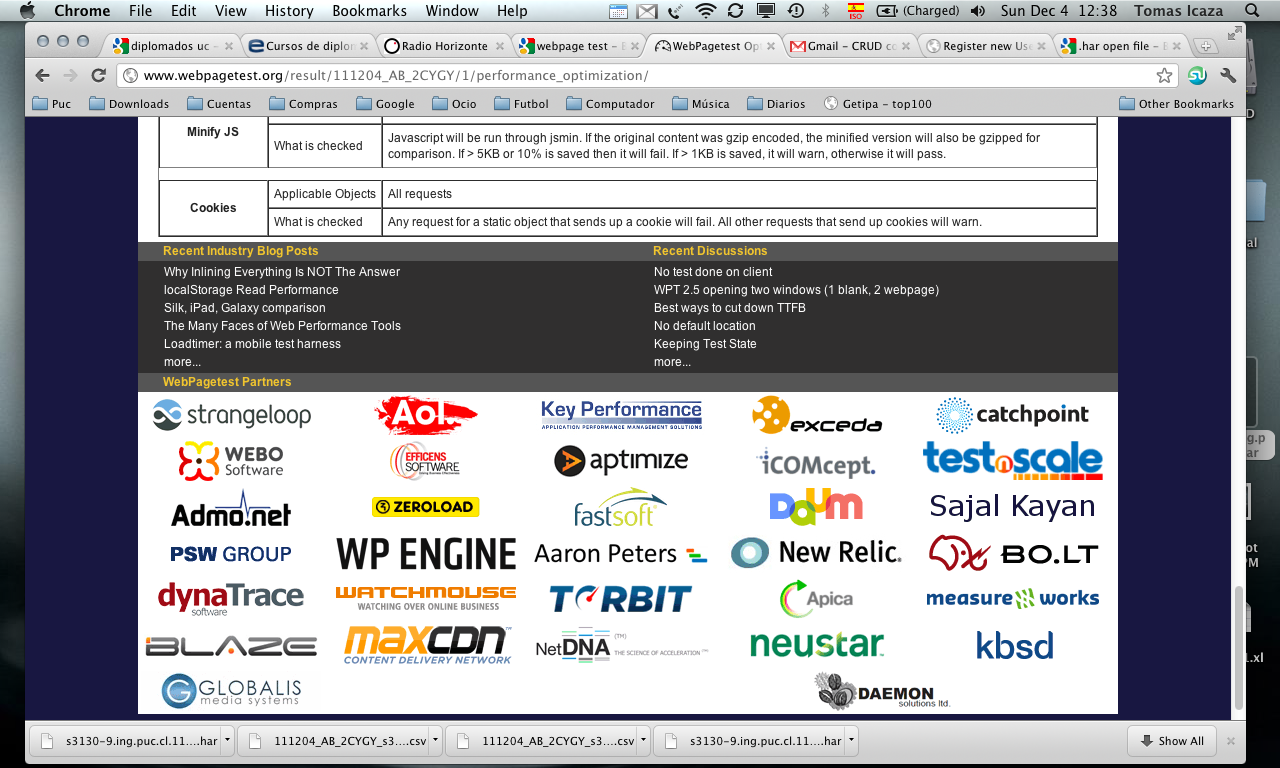 Chrome File Edit View History Bookmarks Window Help ISO (Charged) Sun Dec 4 12:38 Tomas Icaza
diplomados uc - Cursos de diplon Radio Horizonte webpage test - B WebPagetest Op Gmail - CRUD co Register new Use .har open file - B
www.webpagetest.org/result/111204_AB_2CYGY/1/performance_optimization/
Puc Downloads Cuentas Compras Google Ocio Futbol Computador Música Diarios Getipa - top100 Other Bookmarks
Minify JS
What is checked
Javascript will be run through jsmin. If the original content was gzip encoded, the minified version will also be gzipped for
comparison. If > 5KB or 10% is saved then it will fail. If > 1KB is saved, it will warn, otherwise it will pass.
Cookies
Applicable Objects All requests
What is checked Any request for a static object that sends up a cookie will fail. All other requests that send up cookies will warn.
Recent Industry Blog Posts
Why Inlining Everything Is NOT The Answer
localStorage Read Performance
Silk, iPad, Galaxy comparison
The Many Faces of Web Performance Tools
Loadtimer: a mobile test harness
more...
Recent Discussions
No test done on client
WPT 2.5 opening two windows (1 blank, 2 webpage)
Best ways to cut down TTFB
No default location
Keeping Test State
more...
WebPagetest Partners
strangeloop Aol. Key Performance exceda catchpoint
APPLICATION PERFORMANCE MANAGEMENT SOLUTIONS
WEBO Software EFFICENS SOFTWARE aptimize iCOMcept. testnscale
Admo.net ZEROLOAD fastsoft Daum Sajal Kayan
PSW GROUP WP ENGINE Aaron Peters New Relic. BO.LT
dynaTrace software WATCHMOUSE TORBIT Apica measure works
WATCHING OVER ONLINE BUSINESS
BLAZE MAXCDN NetDNA (TM) THE SCIENCE OF ACCELERATION neustar kbsd
CONTENT DELIVERY NETWORK
GLOBALIS media systems DAEMON solutions ltd.
s3130-9.ing.puc.cl.11....har 111204_AB_2CYGY_s3....csv 111204_AB_2CYGY_s3....csv s3130-9.ing.puc.cl.11....har Show All